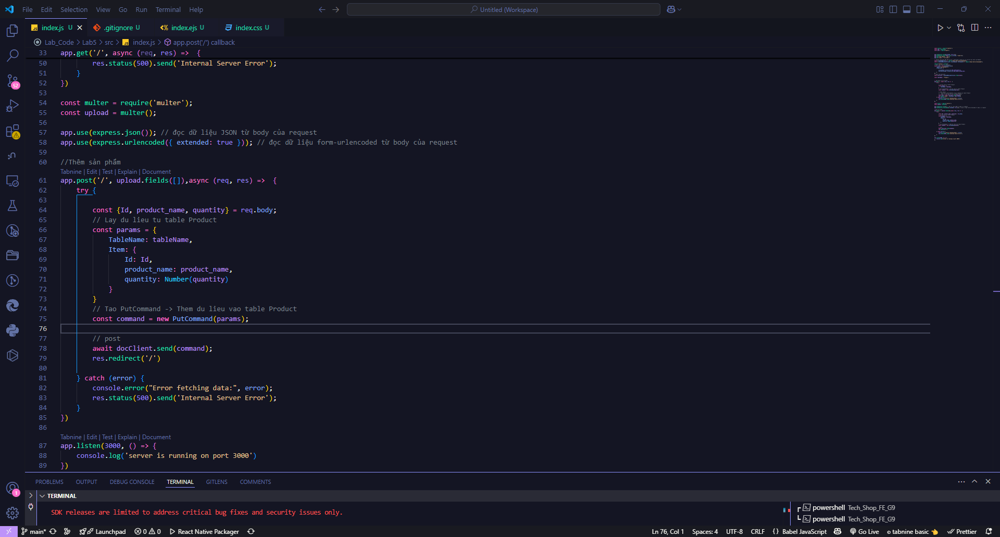 File Edit Selection View Go Run Terminal Help
Untitled (Workspace)
index.js U
.gitignore U
index.ejs U
index.css U
Lab_Code > Lab5 > src > index.js > app.post('/') callback
33 app.get('/', async (req, res) => {
50 res.status(500).send('Internal Server Error');
51 }
52 })
53
54 const multer = require('multer');
55 const upload = multer();
56
57 app.use(express.json()); // đọc dữ liệu JSON từ body của request
58 app.use(express.urlencoded({ extended: true })); // đọc dữ liệu form-urlencoded từ body của request
59
60 //Thêm sản phẩm
Tabnine | Edit | Test | Explain | Document
61 app.post('/', upload.fields([]),async (req, res) => {
62 try {
63
64 const {Id, product_name, quantity} = req.body;
65 // Lay du lieu tu table Product
66 const params = {
67 TableName: tableName,
68 Item: {
69 Id: Id,
70 product_name: product_name,
71 quantity: Number(quantity)
72 }
73 }
74 // Tao PutCommand -> Them du lieu vao table Product
75 const command = new PutCommand(params);
76
77 // post
78 await docClient.send(command);
79 res.redirect('/')
80
81 } catch (error) {
82 console.error("Error fetching data:", error);
83 res.status(500).send('Internal Server Error');
84 }
85 })
86
Tabnine | Edit | Test | Explain | Document
87 app.listen(3000, () => {
88 console.log('server is running on port 3000')
89 })
52
1
PROBLEMS OUTPUT DEBUG CONSOLE TERMINAL GITLENS COMMENTS
TERMINAL
SDK releases are limited to address critical bug fixes and security issues only.
powershell Tech_Shop_FE_G9
powershell Tech_Shop_FE_G9
main* Launchpad 0 0 React Native Packager
Ln 76, Col 1 Spaces: 4 UTF-8 CRLF {} Babel JavaScript Go Live tabnine basic Prettier